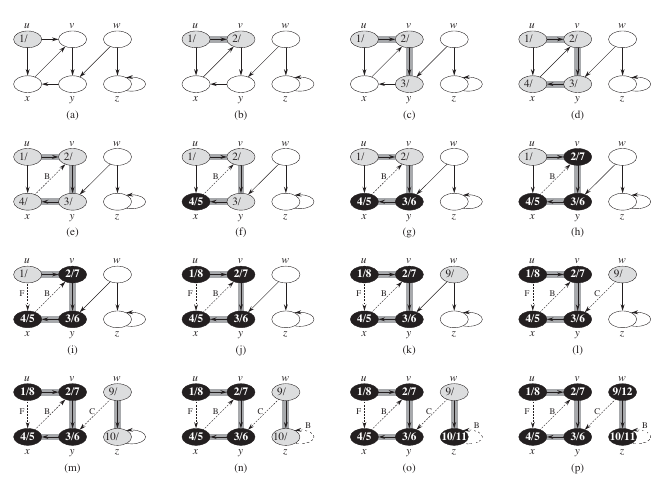 u v w u v w u v w u v w
1/ 1/ 2/ 1/ 2/ 1/ 2/
3/ 4/ 3/
x y z x y z x y z x y z
(a) (b) (c) (d)
u v w u v w u v w u v w
1/ 2/ 1/ 2/ 1/ 2/ 1/ 2/7
B B B B
4/ 3/ 4/5 3/ 4/5 3/6 4/5 3/6
x y z x y z x y z x y z
(e) (f) (g) (h)
u v w u v w u v w u v w
1/ 2/7 1/8 2/7 1/8 2/7 9/ 1/8 2/7 9/
F B F B F B F B C
4/5 3/6 4/5 3/6 4/5 3/6 4/5 3/6
x y z x y z x y z x y z
(i) (j) (k) (l)
u v w u v w u v w u v w
1/8 2/7 9/ 1/8 2/7 9/ 1/8 2/7 9/ 1/8 2/7 9/12
F B C F B C F B C F B C
B B B
4/5 3/6 10/ 4/5 3/6 10/ 4/5 3/6 10/11 4/5 3/6 10/11
x y z x y z x y z x y z
(m) (n) (o) (p)